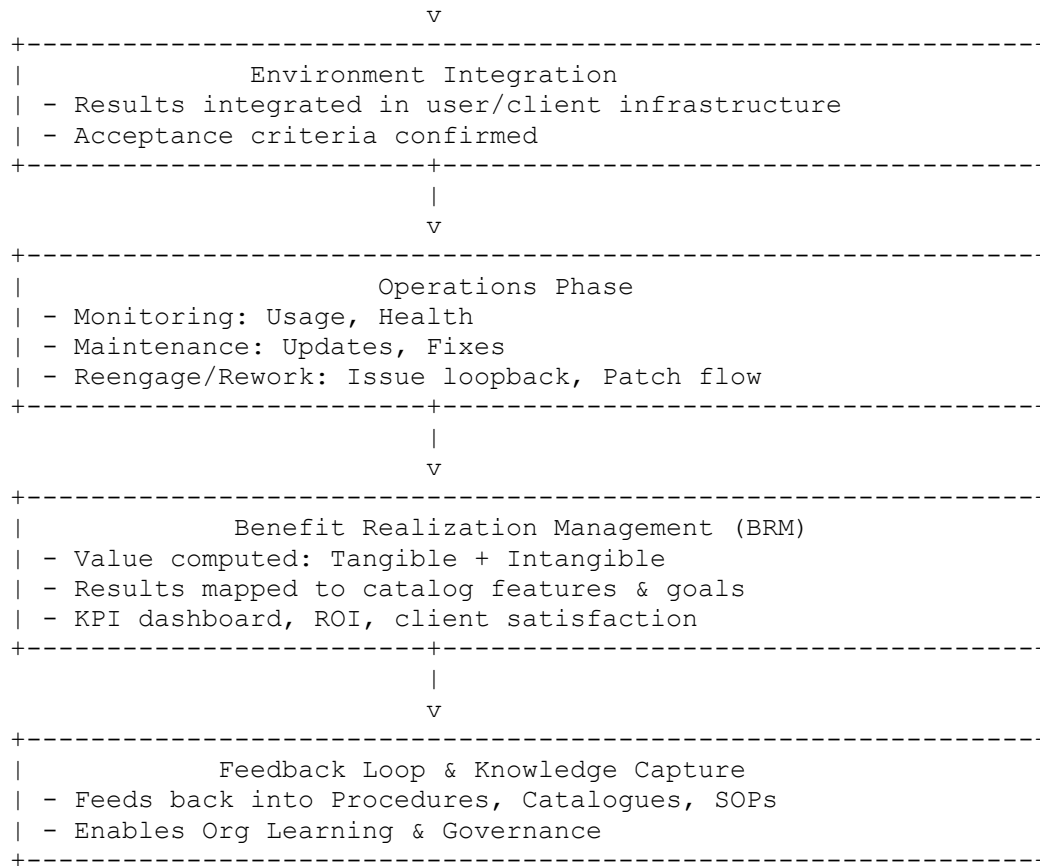 v
+----------------------------------------------------------------
| Environment Integration
| - Results integrated in user/client infrastructure
| - Acceptance criteria confirmed
+-------------------------+--------------------------------------
|
v
+----------------------------------------------------------------
| Operations Phase
| - Monitoring: Usage, Health
| - Maintenance: Updates, Fixes
| - Reengage/Rework: Issue loopback, Patch flow
+-------------------------+--------------------------------------
|
v
+----------------------------------------------------------------
| Benefit Realization Management (BRM)
| - Value computed: Tangible + Intangible
| - Results mapped to catalog features & goals
| - KPI dashboard, ROI, client satisfaction
+-------------------------+--------------------------------------
|
v
+----------------------------------------------------------------
| Feedback Loop & Knowledge Capture
| - Feeds back into Procedures, Catalogues, SOPs
| - Enables Org Learning & Governance
+----------------------------------------------------------------